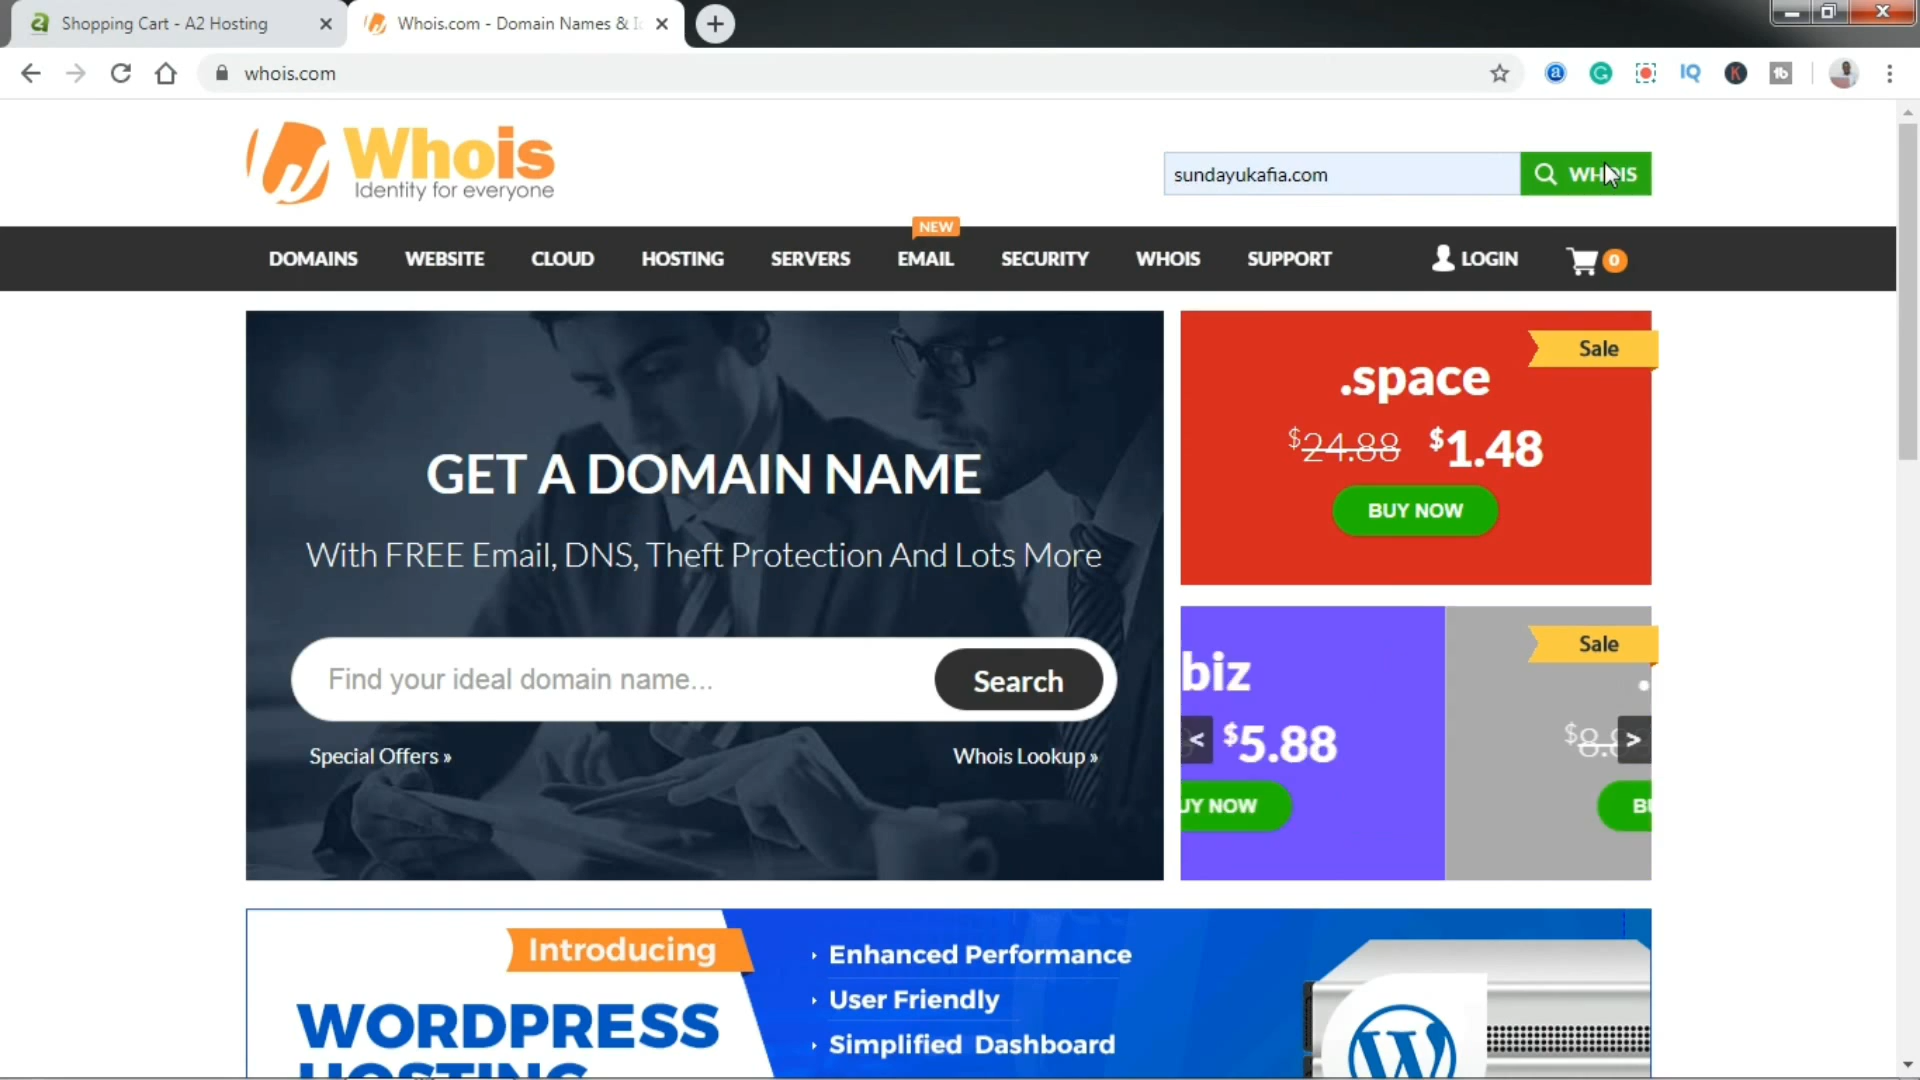 Shopping Cart - A2 Hosting
Whois.com - Domain Names & I
whois.com
IQ
Whois
Identity for everyone
sundayukafia.com
WHOIS
NEW
DOMAINS WEBSITE CLOUD HOSTING SERVERS EMAIL SECURITY WHOIS SUPPORT LOGIN 0
GET A DOMAIN NAME
With FREE Email, DNS, Theft Protection And Lots More
Find your ideal domain name...
Search
Special Offers »
Whois Lookup »
Sale
.space
$24.88 $1.48
BUY NOW
Sale
biz
$5.88
BUY NOW
Introducing
WORDPRESS
HOSTING
Enhanced Performance
User Friendly
Simplified Dashboard